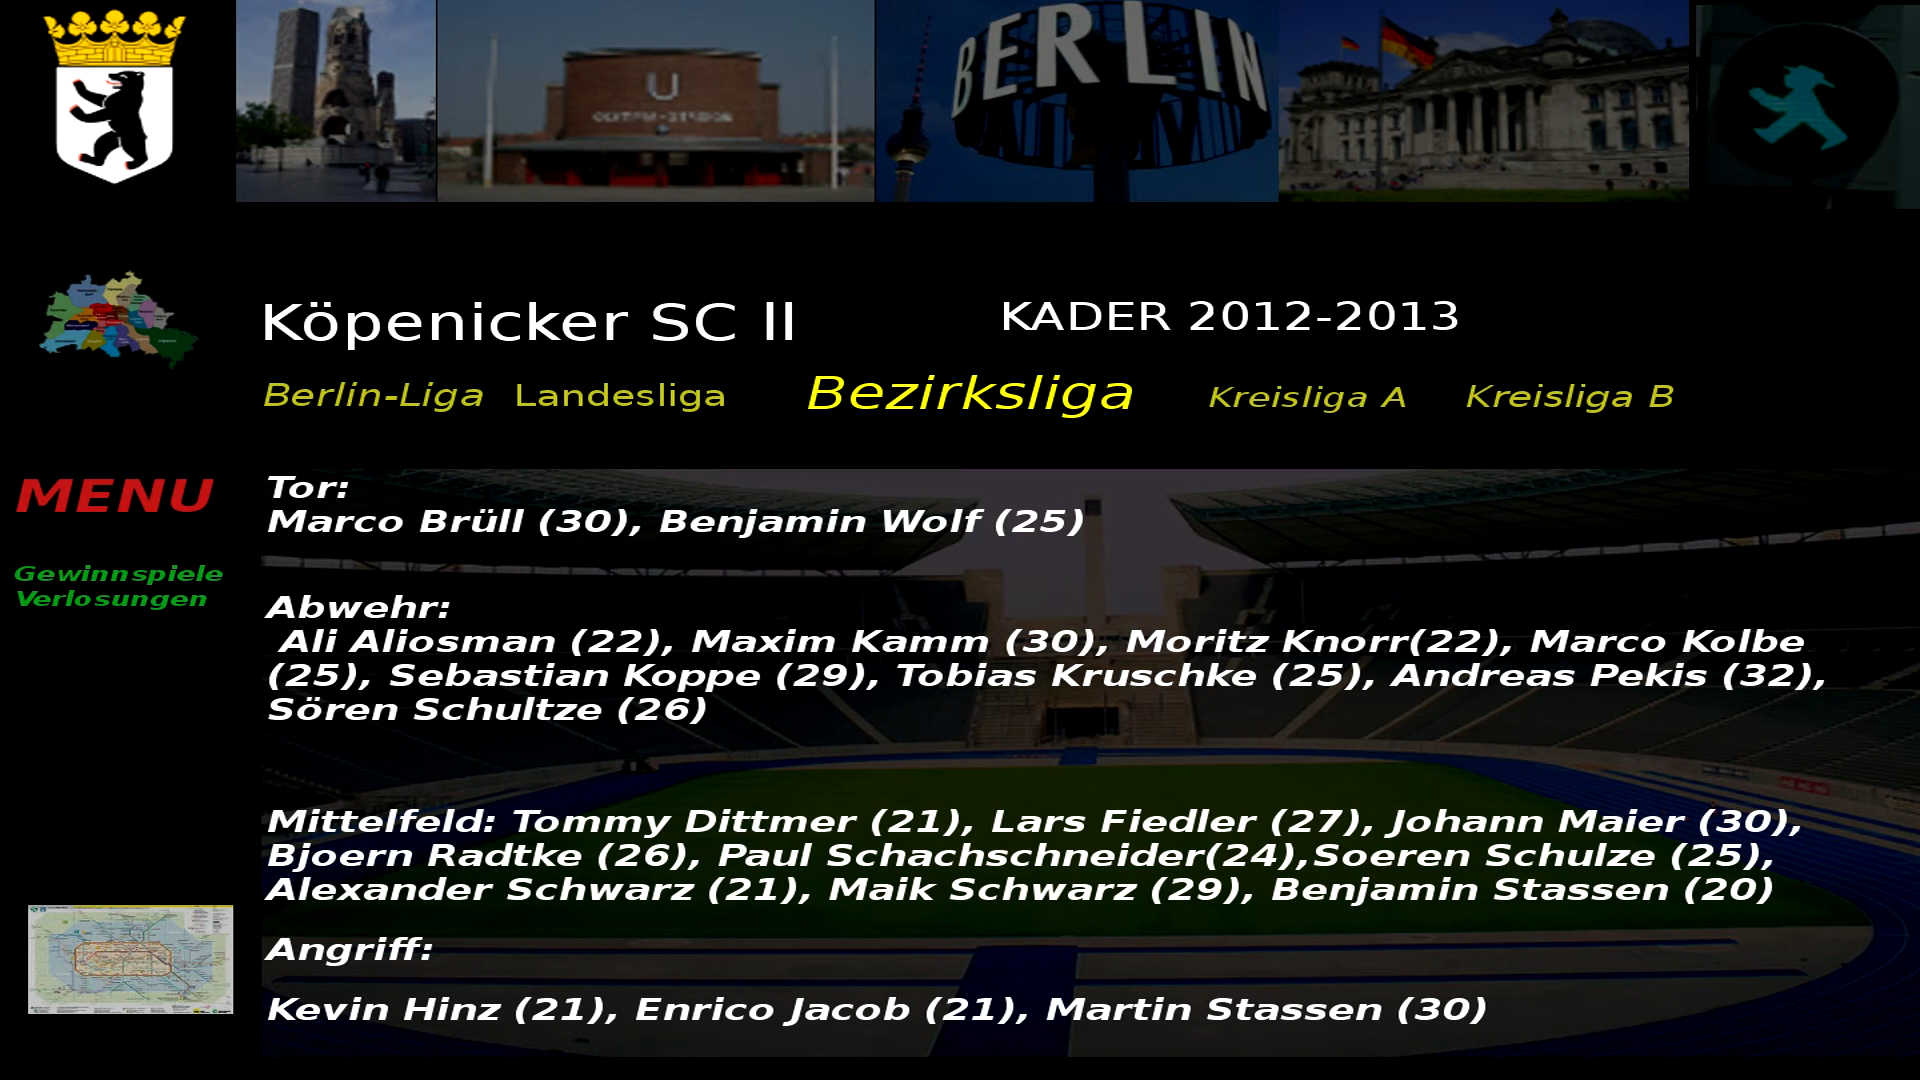 U
OLYMPIA-STADION
BERLIN
Köpenicker SC II
KADER 2012-2013
Berlin-Liga Landesliga Bezirksliga Kreisliga A Kreisliga B
MENU
Gewinnspiele
Verlosungen
Tor:
Marco Brüll (30), Benjamin Wolf (25)
Abwehr:
Ali Aliosman (22), Maxim Kamm (30), Moritz Knorr(22), Marco Kolbe
(25), Sebastian Koppe (29), Tobias Kruschke (25), Andreas Pekis (32),
Sören Schultze (26)
Mittelfeld: Tommy Dittmer (21), Lars Fiedler (27), Johann Maier (30),
Bjoern Radtke (26), Paul Schachschneider(24),Soeren Schulze (25),
Alexander Schwarz (21), Maik Schwarz (29), Benjamin Stassen (20)
Angriff:
Kevin Hinz (21), Enrico Jacob (21), Martin Stassen (30)